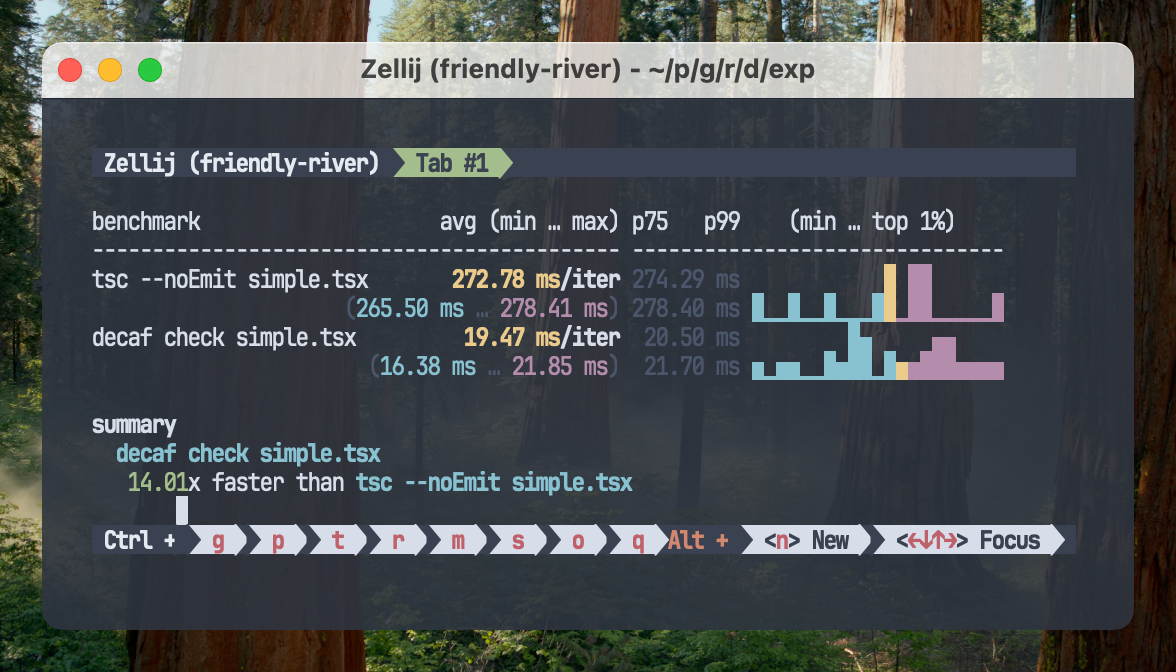 Zellij (friendly-river) - ~/p/g/r/d/exp
Zellij (friendly-river) Tab #1
benchmark avg (min … max) p75 p99 (min … top 1%)
------------------------------------------- -------------------------------
tsc --noEmit simple.tsx 272.78 ms/iter 274.29 ms
(265.50 ms … 278.41 ms) 278.40 ms
decaf check simple.tsx 19.47 ms/iter 20.50 ms
(16.38 ms … 21.85 ms) 21.70 ms
summary
decaf check simple.tsx
14.01x faster than tsc --noEmit simple.tsx
Ctrl + g p t r m s o q Alt + <n> New <←↓↑→> Focus